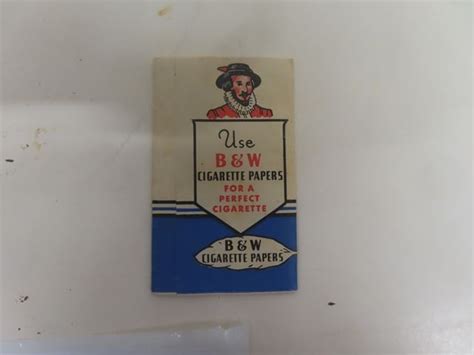 Use
B & W
CIGARETTE PAPERS
FOR A
PERFECT
CIGARETTE
B & W
CIGARETTE PAPERS